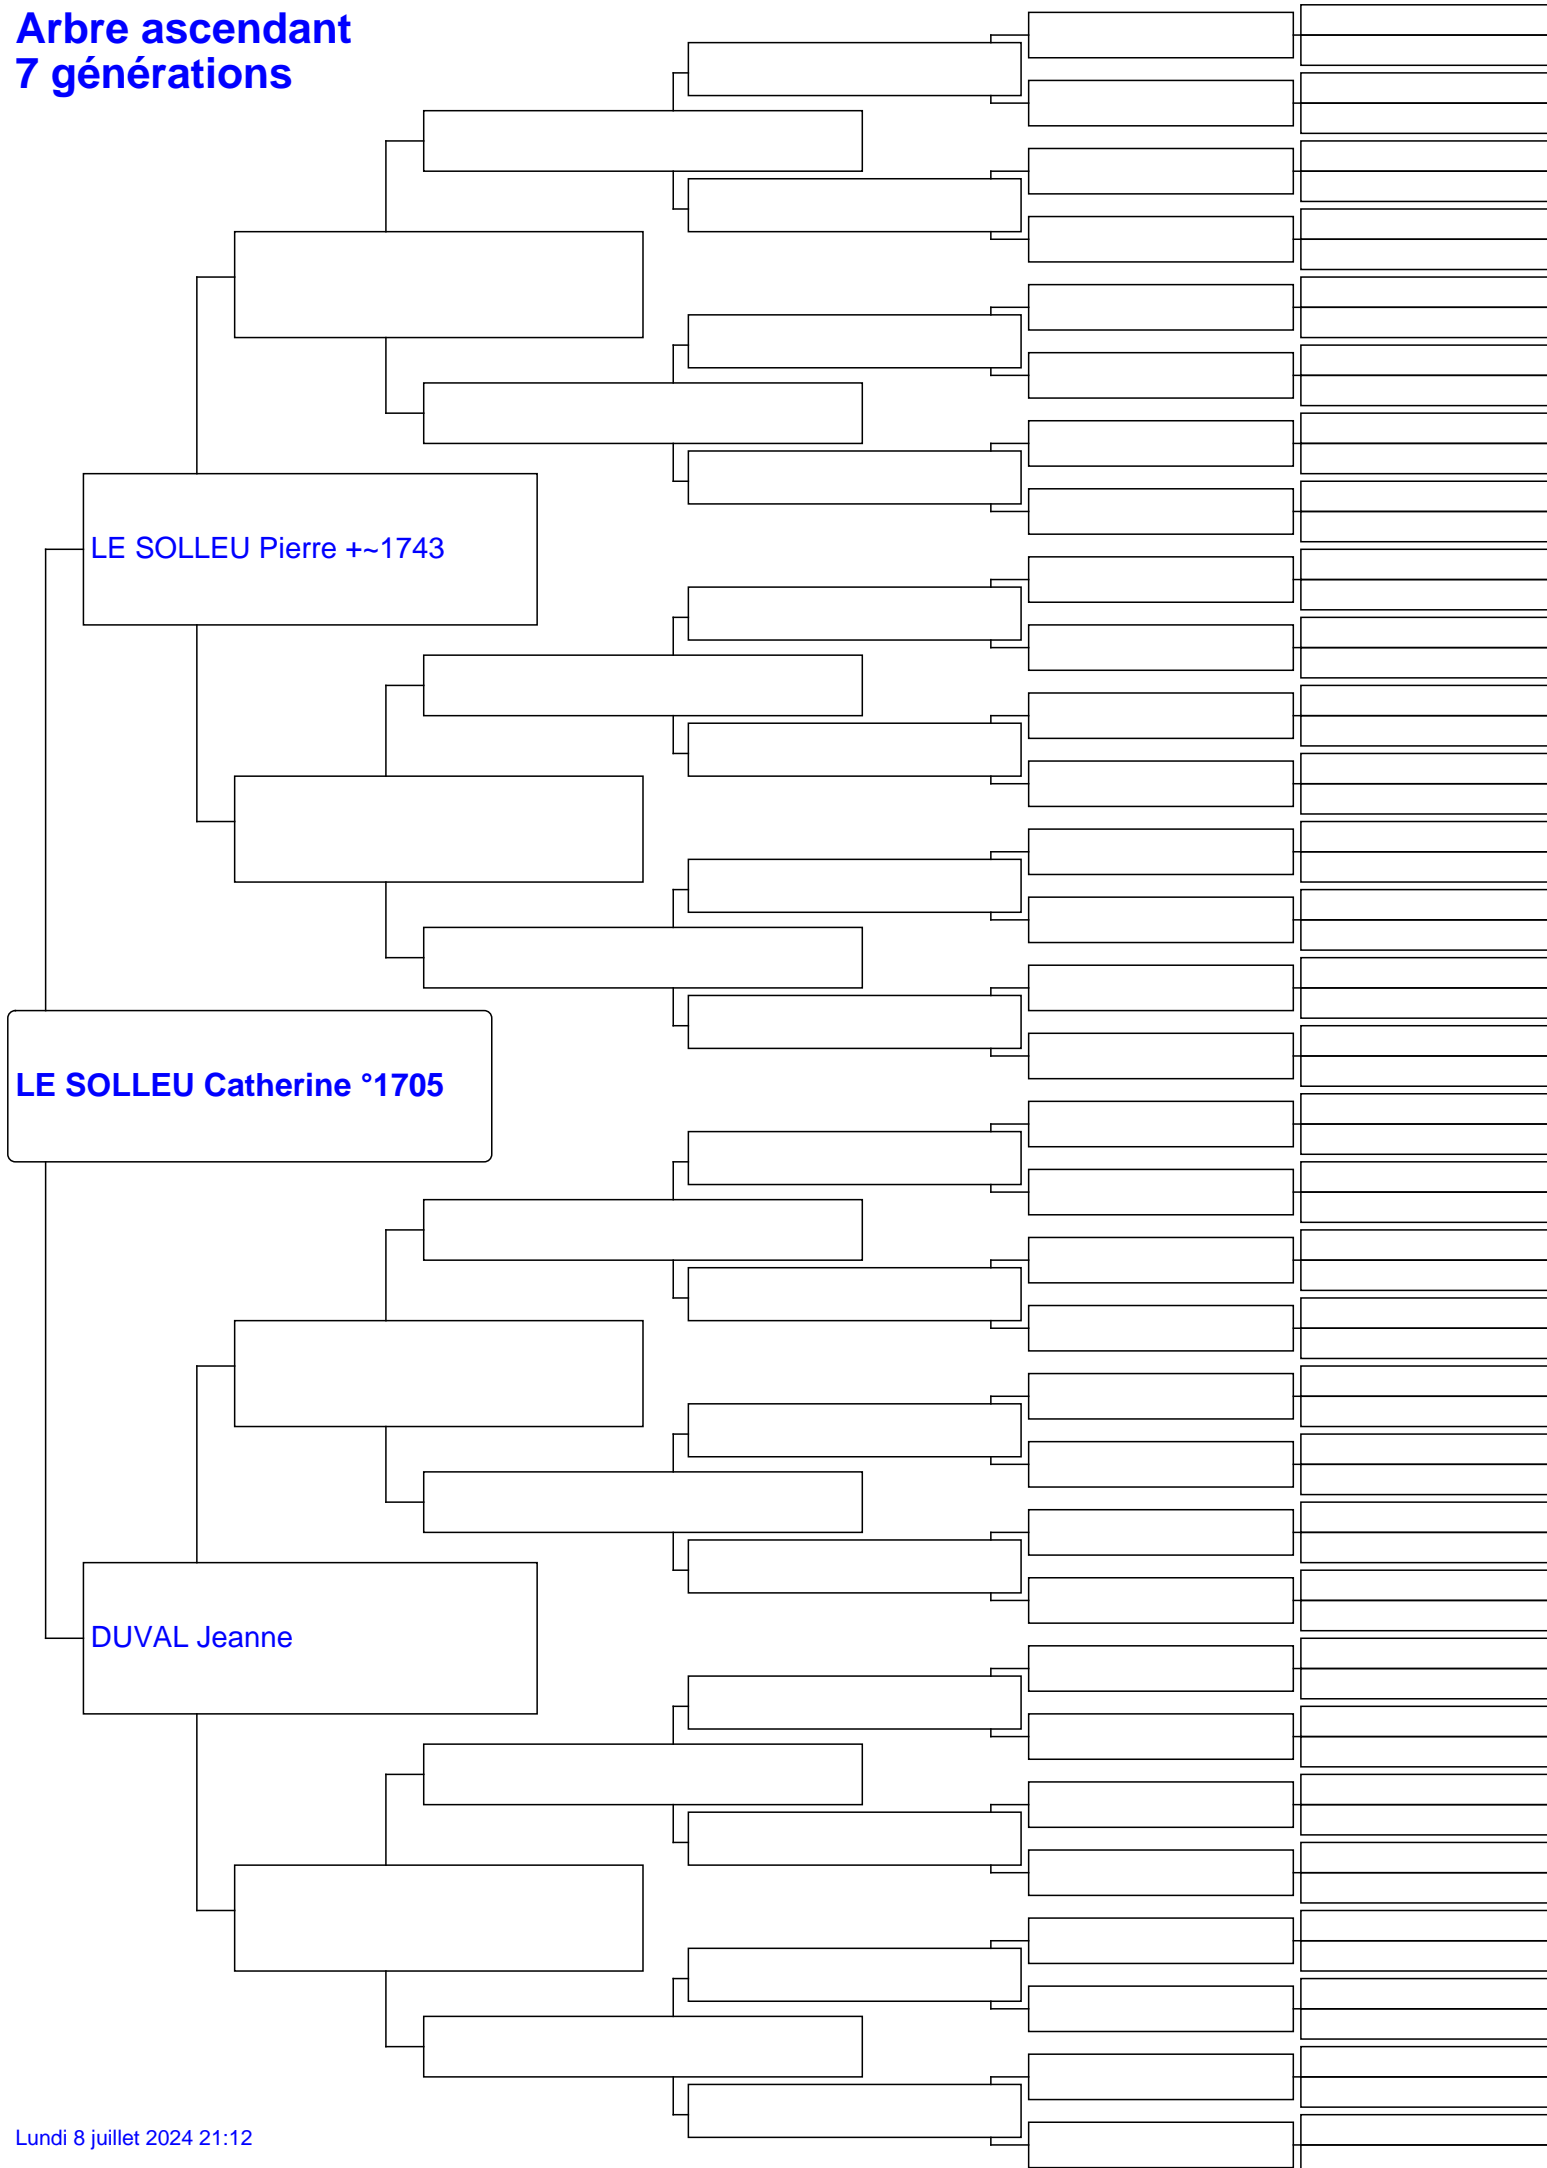 Arbre ascendant
7 générations
LE SOLLEU Pierre +~1743
LE SOLLEU Catherine °1705
DUVAL Jeanne
Lundi 8 juillet 2024 21:12